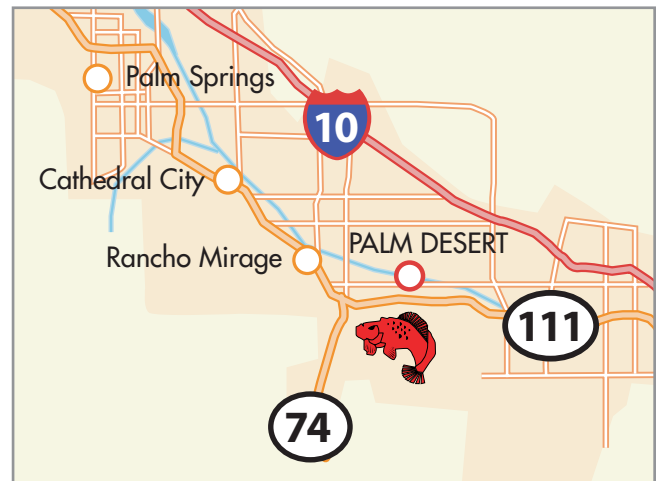 Palm Springs
10
Cathedral City
Rancho Mirage
PALM DESERT
111
74